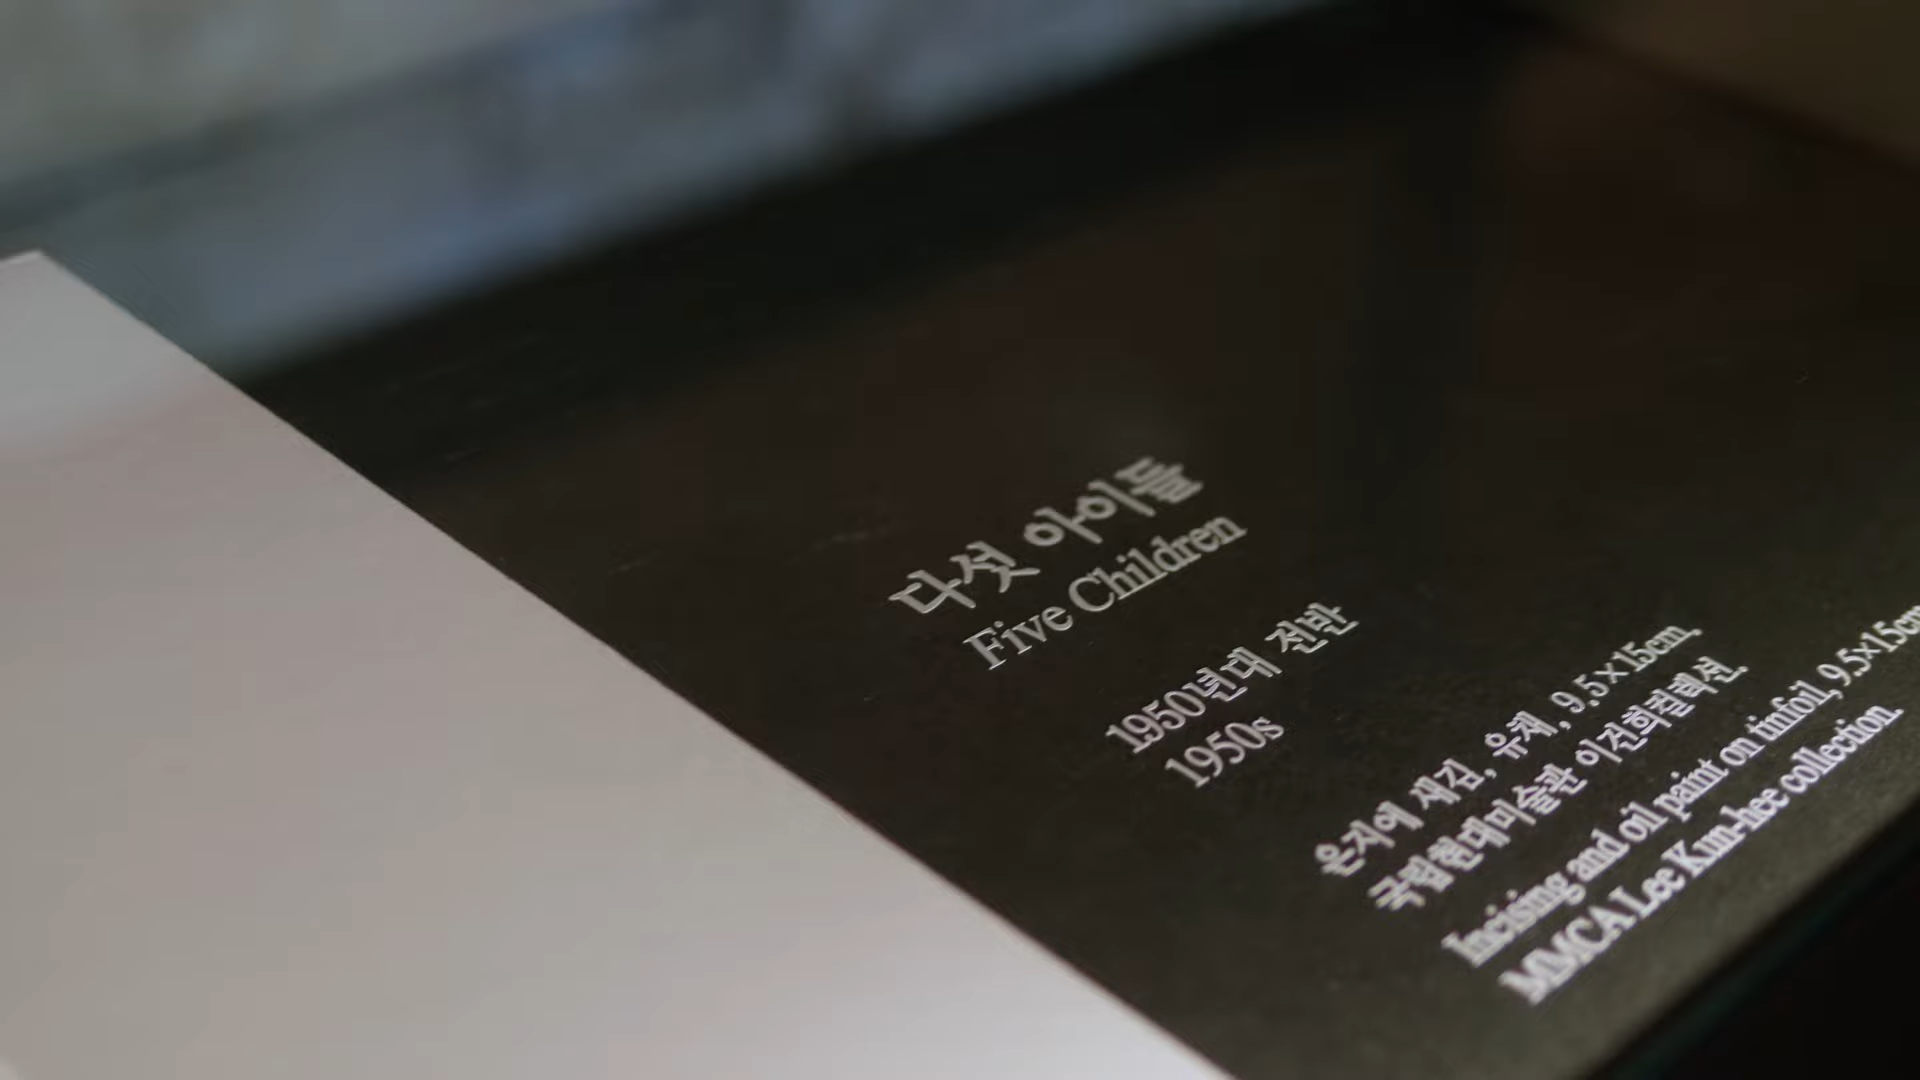 다섯 아이들
Five Children
1950년대 전반
1950s
은지에 새김, 유채, 9.5×15cm,
국립현대미술관 이건희컬렉션.
Incising and oil paint on tinfoil, 9.5×15cm
MMCA Lee Kun-hee collection.